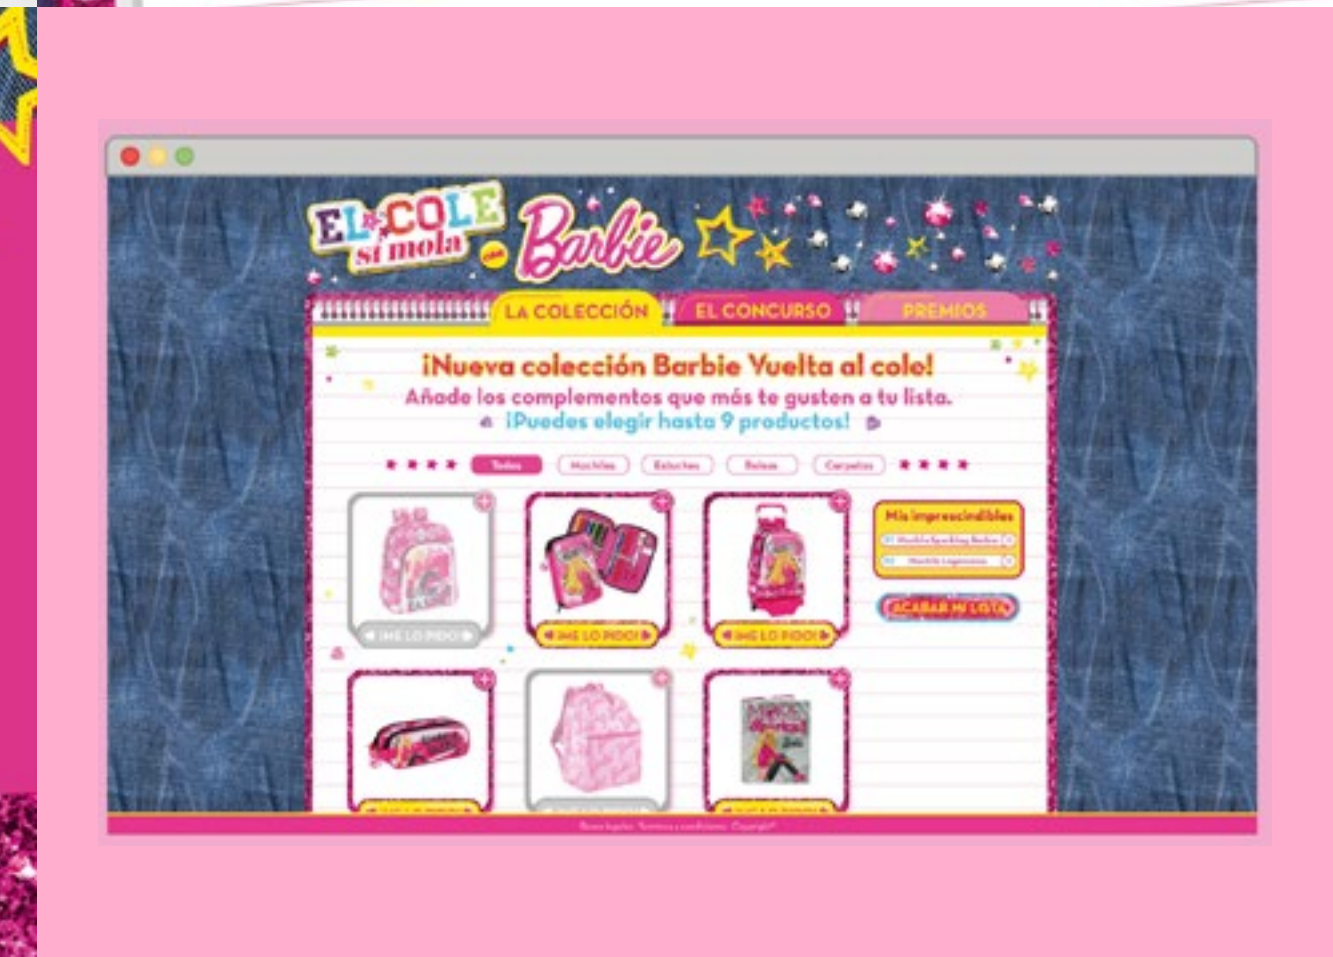 EL COLE
sí mola
con
Barbie
LA COLECCIÓN
EL CONCURSO
PREMIOS
¡Nueva colección Barbie Vuelta al cole!
Añade los complementos que más te gusten a tu lista.
¡Puedes elegir hasta 9 productos!
Todos
Mochilas
Estuches
Bolsos
Carpetas
Mis imprescindibles
ACABAR MI LISTA
¡ME LO PIDO!
¡ME LO PIDO!
¡ME LO PIDO!